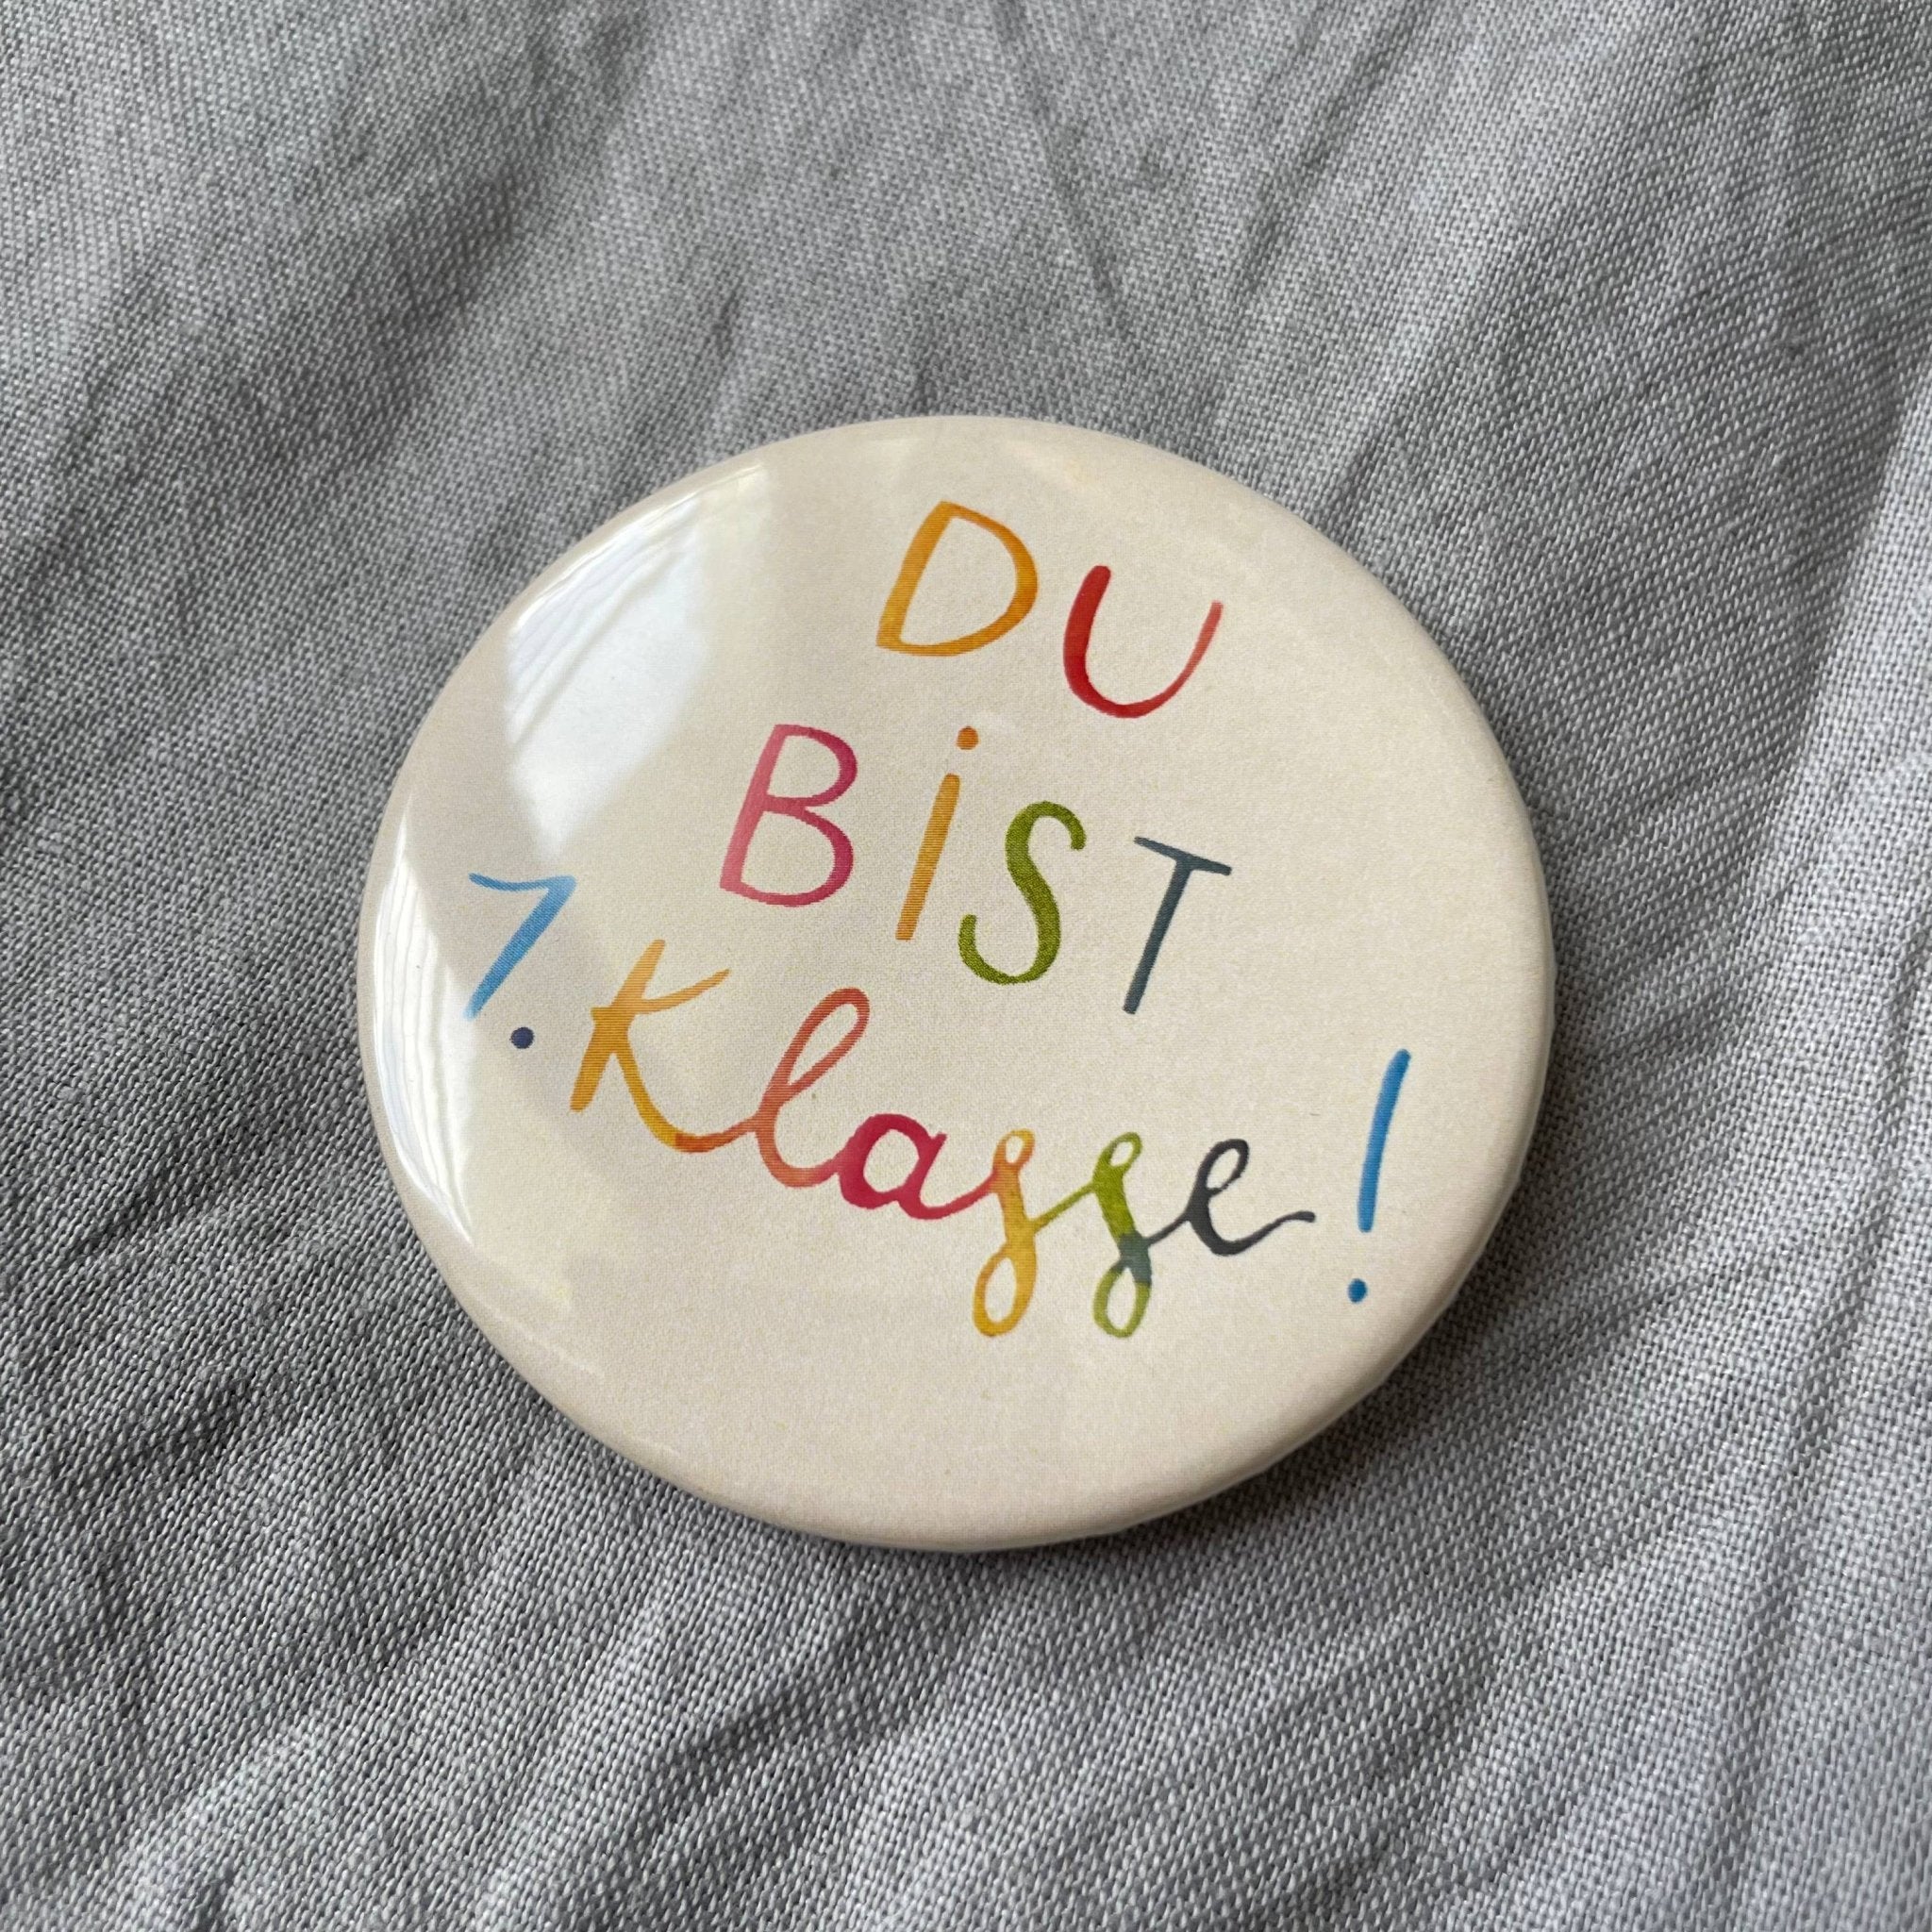 DU
BiST
1. Klasse!